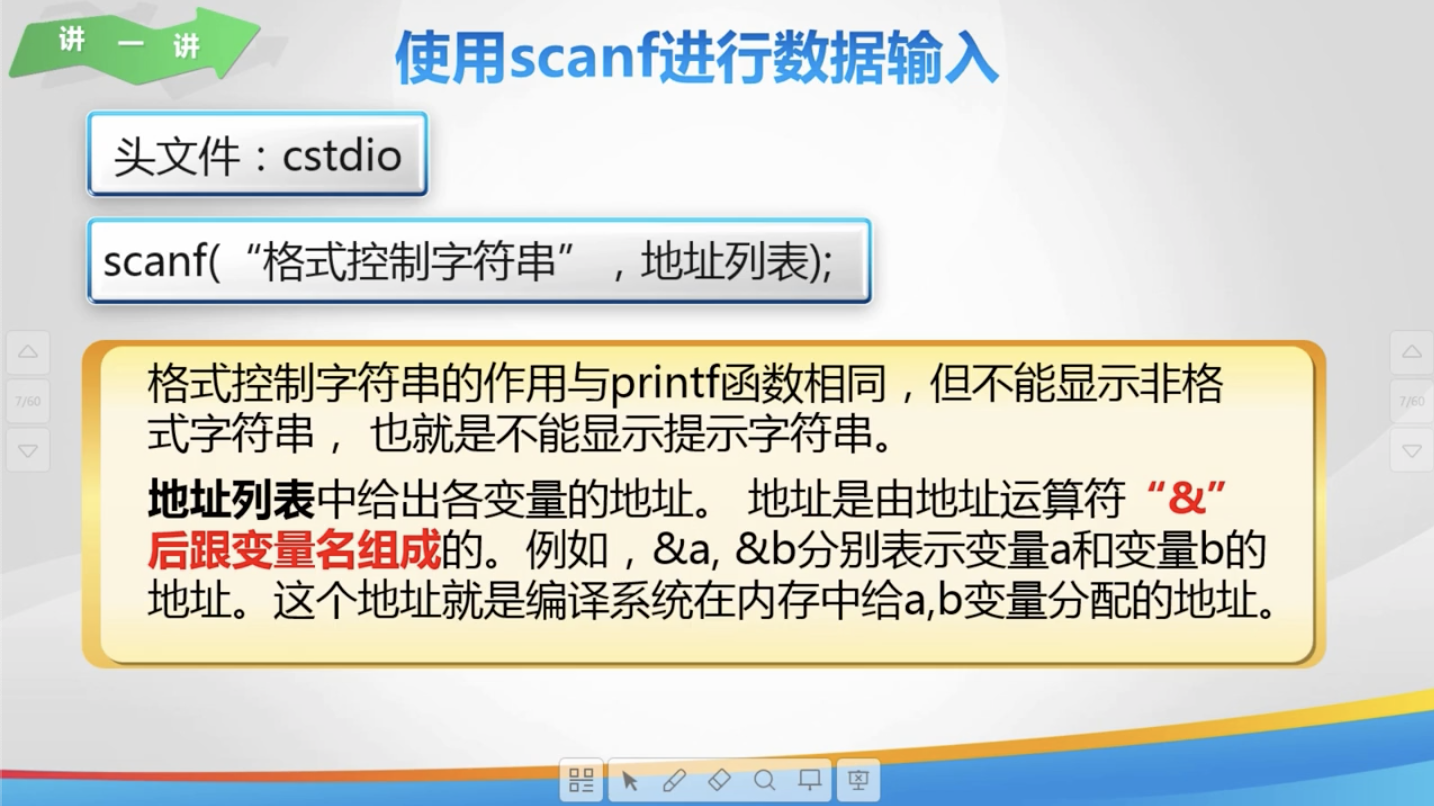 讲一讲
使用scanf进行数据输入
头文件：cstdio
scanf(“格式控制字符串”，地址列表);
格式控制字符串的作用与printf函数相同，但不能显示非格
式字符串， 也就是不能显示提示字符串。
地址列表中给出各变量的地址。 地址是由地址运算符“&”
后跟变量名组成的。例如，&a, &b分别表示变量a和变量b的
地址。这个地址就是编译系统在内存中给a,b变量分配的地址。
7/60
7/60